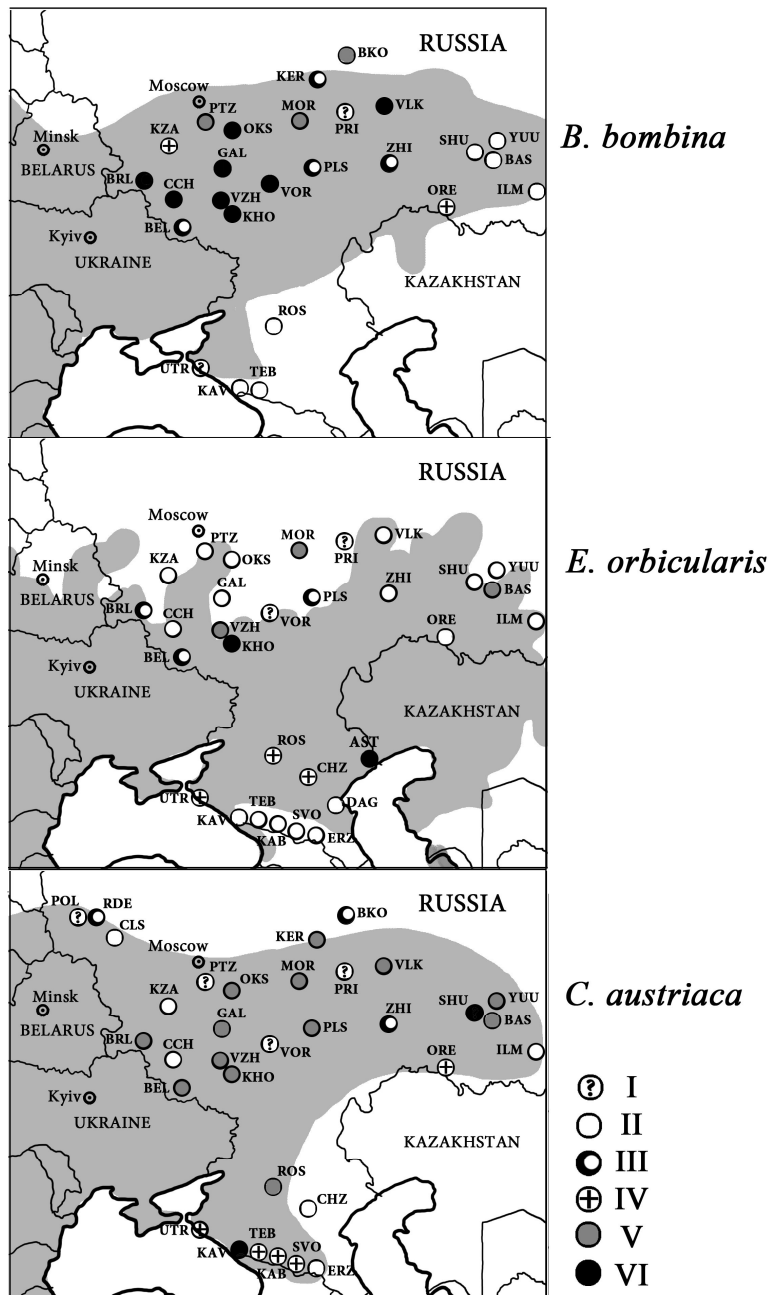 RUSSIA
BKO
KER
Moscow
PTZ
MOR
VLK
OKS
PRI
?
KZA
Minsk
BELARUS
GAL
ZHI
SHU
YUU
BAS
PLS
BRL
CCH
VOR
ORE
ILM
VZH
KHO
BEL
Kyiv
UKRAINE
KAZAKHSTAN
ROS
UTR
?
KAV
TEB
B. bombina
RUSSIA
Moscow
PTZ
MOR
VLK
OKS
PRI
?
KZA
Minsk
BELARUS
GAL
ZHI
SHU
YUU
BAS
PLS
BRL
CCH
?
VOR
ORE
ILM
VZH
KHO
BEL
Kyiv
UKRAINE
KAZAKHSTAN
ROS
AST
CHZ
UTR
DAG
KAV
TEB
SVO
KAB
ERZ
E. orbicularis
POL
RDE
?
CLS
BKO
RUSSIA
KER
Moscow
PTZ
?
OKS
MOR
PRI
?
VLK
KZA
Minsk
BELARUS
GAL
ZHI
SHU
YUU
BAS
PLS
BRL
CCH
?
VOR
ORE
ILM
VZH
KHO
BEL
Kyiv
UKRAINE
KAZAKHSTAN
ROS
CHZ
UTR
KAV
TEB
SVO
KAB
ERZ
C. austriaca
? I
II
III
IV
V
VI